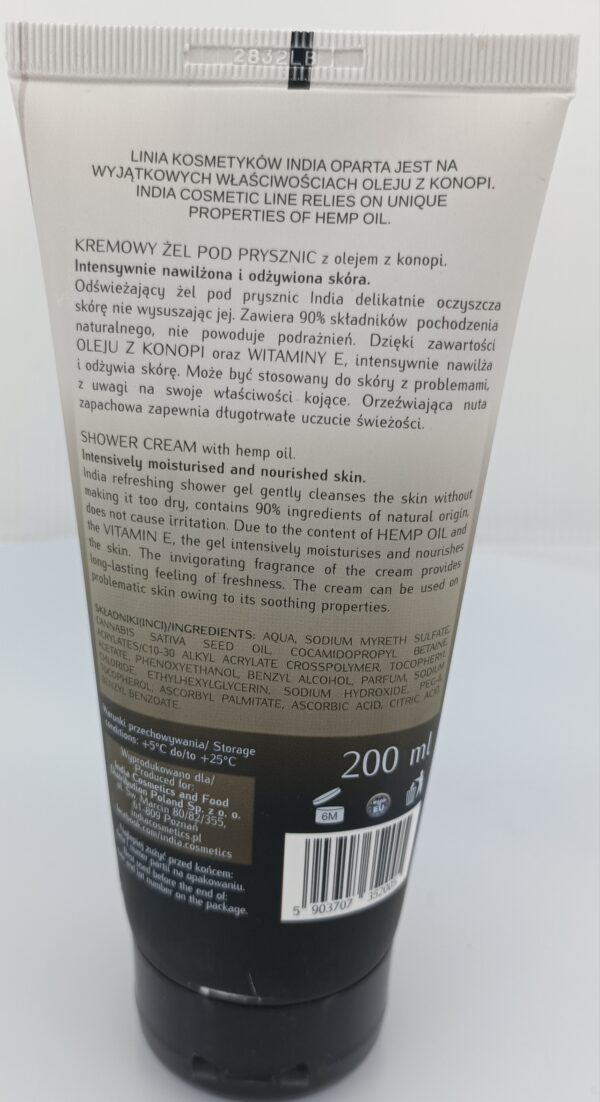 2832LB
LINIA KOSMETYKÓW INDIA OPARTA JEST NA
WYJĄTKOWYCH WŁAŚCIWOŚCIACH OLEJU Z KONOPI.
INDIA COSMETIC LINE RELIES ON UNIQUE
PROPERTIES OF HEMP OIL.
KREMOWY ŻEL POD PRYSZNIC z olejem z konopi.
Intensywnie nawilżona i odżywiona skóra.
Odświeżający żel pod prysznic India delikatnie oczyszcza
skórę nie wysuszając jej. Zawiera 90% składników pochodzenia
naturalnego, nie powoduje podrażnień. Dzięki zawartości
OLEJU Z KONOPI oraz WITAMINY E, intensywnie nawilża
i odżywia skórę. Może być stosowany do skóry z problemami,
z uwagi na swoje właściwości kojące. Orzeźwiająca nuta
zapachowa zapewnia długotrwałe uczucie świeżości.
SHOWER CREAM with hemp oil.
Intensively moisturised and nourished skin.
India refreshing shower gel gently cleanses the skin without
making it too dry, contains 90% ingredients of natural origin,
does not cause irritation. Due to the content of HEMP OIL and
the VITAMIN E, the gel intensively moisturises and nourishes
the skin. The invigorating fragrance of the cream provides
long-lasting feeling of freshness. The cream can be used on
problematic skin owing to its soothing properties.
SKŁADNIKI(INCI)/INGREDIENTS: AQUA, SODIUM MYRETH SULFATE,
CANNABIS SATIVA SEED OIL, COCAMIDOPROPYL BETAINE,
ACRYLATES/C10-30 ALKYL ACRYLATE CROSSPOLYMER, TOCOPHERYL
ACETATE, PHENOXYETHANOL, BENZYL ALCOHOL, PARFUM, SODIUM
CHLORIDE, ETHYLHEXYLGLYCERIN, SODIUM HYDROXIDE, PEG-8,
TOCOPHEROL, ASCORBYL PALMITATE, ASCORBIC ACID, CITRIC ACID,
BENZYL BENZOATE.
Warunki przechowywania/ Storage
conditions: +5°C do/to +25°C
Wyprodukowano dla/
Produced for:
India Cosmetics and Food
Distribution Poland Sp. z o. o.
pl. Św. Marcin 80/82/355,
61-809 Poznań
indiacosmetics.pl
facebook.com/india.cosmetics
zużyć przed końcem:
partii na opakowaniu.
used before the end of:
number on the package.
200 ml
6M
MADE
EU
5 903707 352005